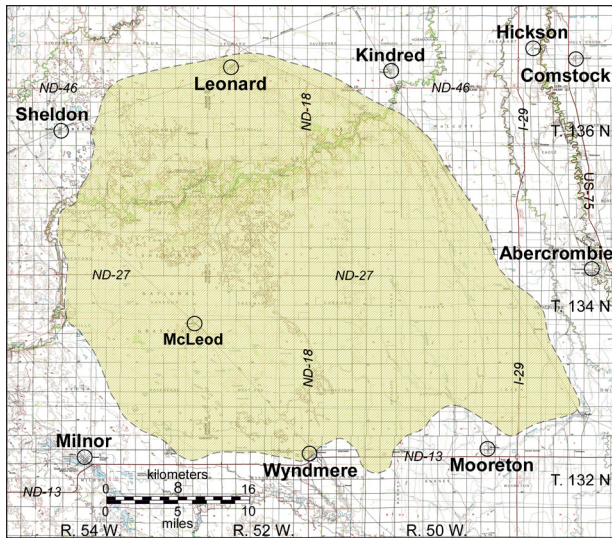 Hickson
Kindred
Comstock
Leonard
ND-46
ND-46
ND-18
I-29
Sheldon
T. 136 N
US-75
Abercrombie
ND-27
ND-27
T. 134 N
McLeod
ND-18
I-29
Milnor
Wyndmere
ND-13
Mooreton
kilometers
0 8 16
T. 132 N
ND-13
0 5 10
miles
R. 54 W.
R. 52 W.
R. 50 W.